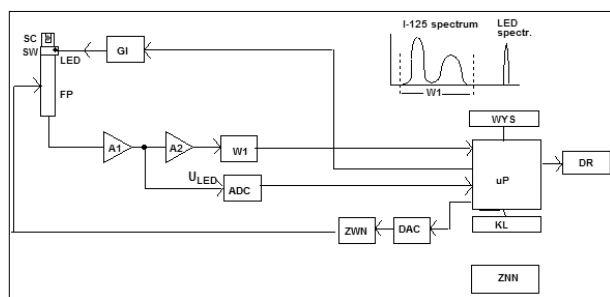 SC
SW
LED
FP
GI
I-125 spectrum
LED
spectr.
W1
WYS
A1
A2
W1
ULED
ADC
uP
DR
KL
ZWN
DAC
ZNN